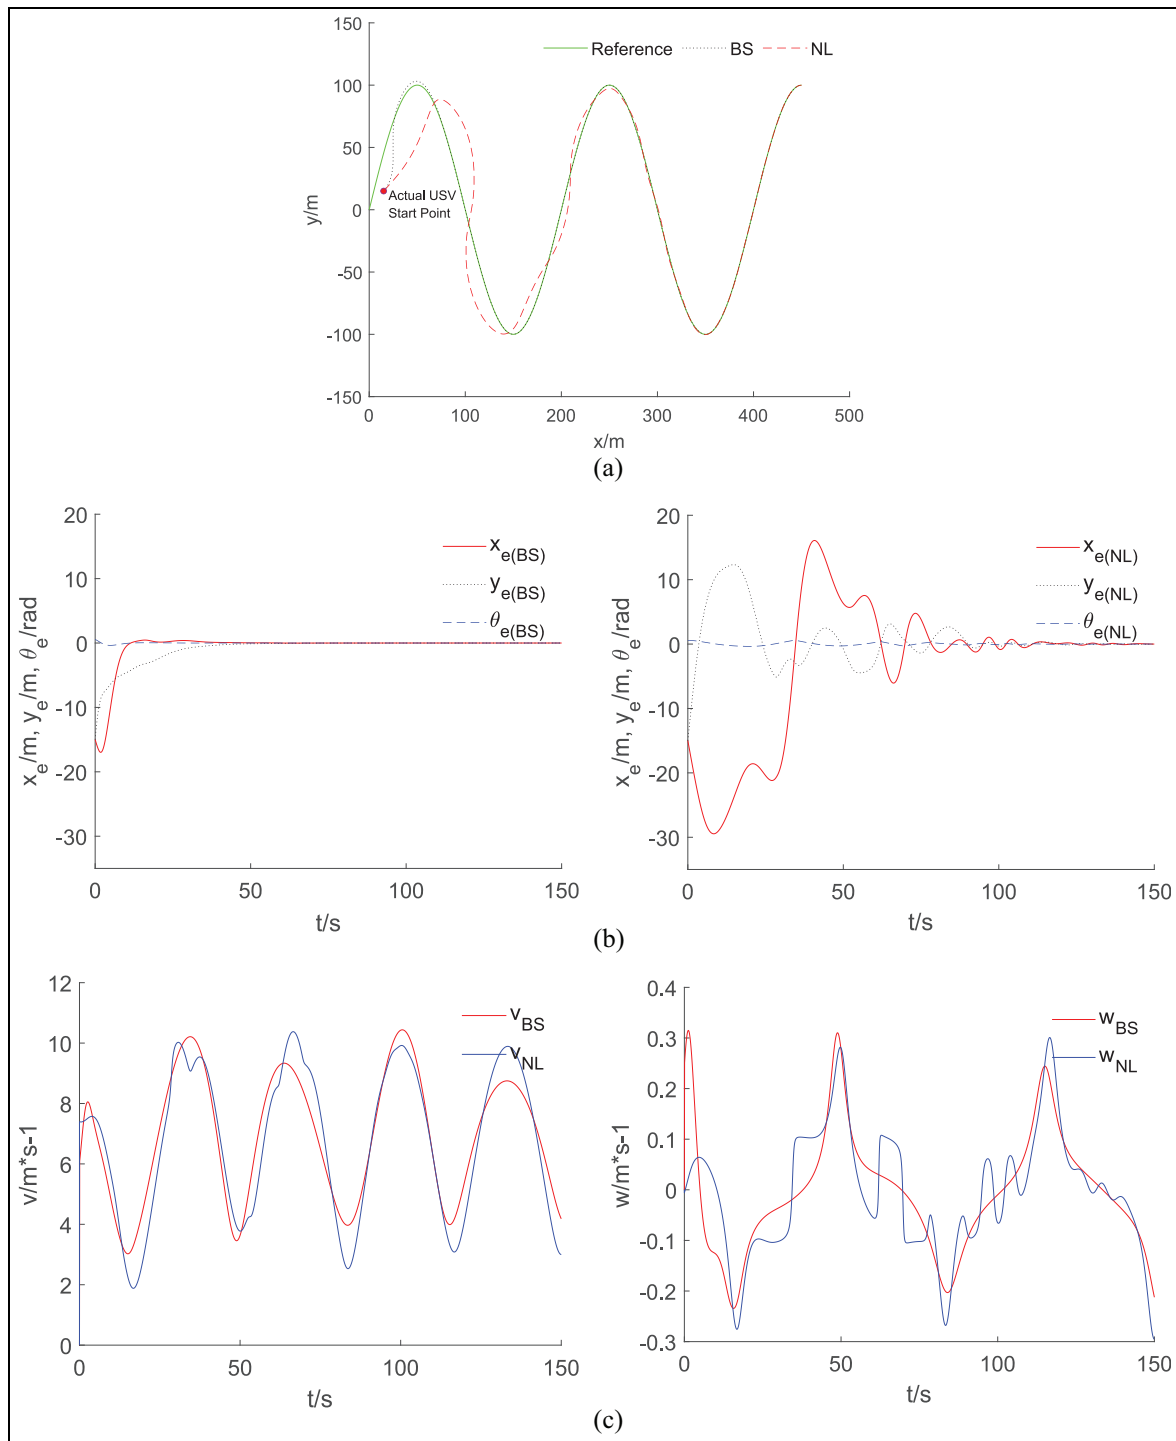 150
Reference BS NL
100
50
Actual USV
Start Point
y/m
0
-50
-100
-150
0 100 200 300 400 500
x/m
(a)
20
x_e(BS)
10
y_e(BS)
θ_e(BS)
0
x_e/m, y_e/m, θ_e/rad
-10
-20
-30
0 50 100 150
t/s
20
x_e(NL)
10
y_e(NL)
θ_e(NL)
0
x_e/m, y_e/m, θ_e/rad
-10
-20
-30
0 50 100 150
t/s
(b)
12
v_BS
10
v_NL
8
v/m*s-1
6
4
2
0
0 50 100 150
t/s
0.4
w_BS
0.3
w_NL
0.2
0.1
w/m*s-1
0
-0.1
-0.2
-0.3
0 50 100 150
t/s
(c)